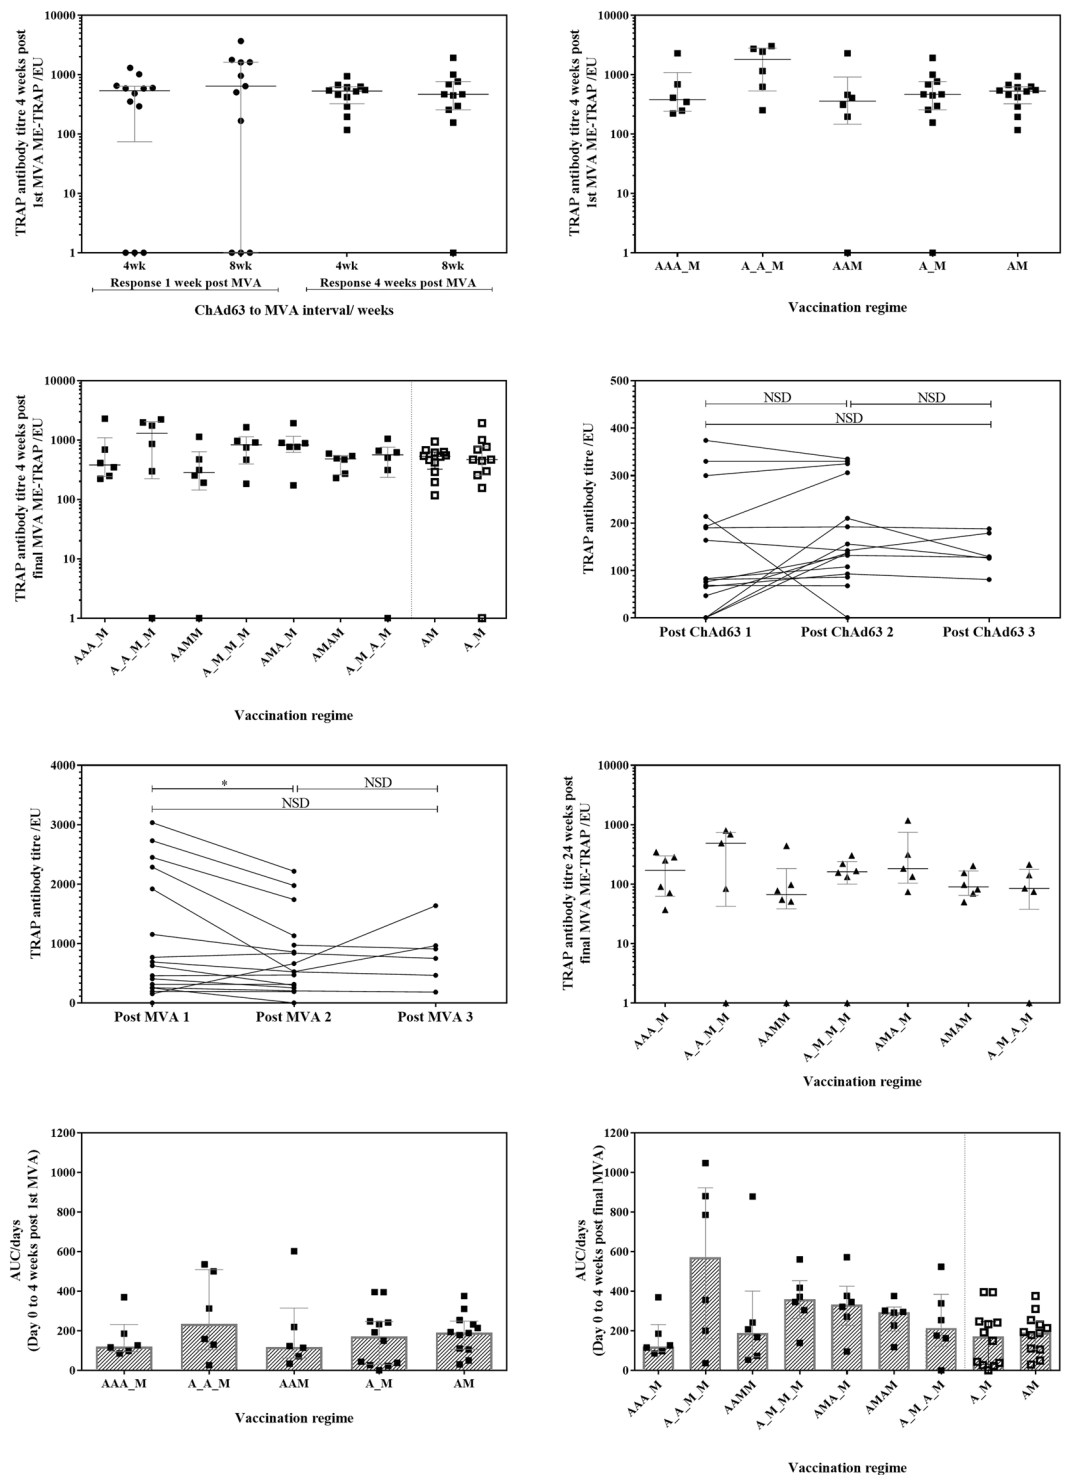 TRAP antibody titre 4 weeks post
1st MVA ME-TRAP /EU
10000
1000
100
10
1
4wk
8wk
4wk
8wk
Response 1 week post MVA
Response 4 weeks post MVA
ChAd63 to MVA interval/ weeks
TRAP antibody titre 4 weeks post
1st MVA ME-TRAP /EU
10000
1000
100
10
1
AAA_M
A_A_M
AAM
A_M
AM
Vaccination regime
TRAP antibody titre 4 weeks post
final MVA ME-TRAP /EU
10000
1000
100
10
1
AAA_M
A_A_M_M
AAMM
A_M_M_M
AMA_M
AMAM
A_M_A_M
AM
A_M
Vaccination regime
TRAP antibody titre /EU
500
400
300
200
100
0
NSD
NSD
NSD
Post ChAd63 1
Post ChAd63 2
Post ChAd63 3
TRAP antibody titre /EU
4000
3000
2000
1000
0
*
NSD
NSD
Post MVA 1
Post MVA 2
Post MVA 3
TRAP antibody titre 24 weeks post
final MVA ME-TRAP /EU
10000
1000
100
10
1
AAA_M
A_A_M_M
AAMM
A_M_M_M
AMA_M
AMAM
A_M_A_M
Vaccination regime
AUC/days
(Day 0 to 4 weeks post 1st MVA)
1200
1000
800
600
400
200
0
AAA_M
A_A_M
AAM
A_M
AM
Vaccination regime
AUC/days
(Day 0 to 4 weeks post final MVA)
1200
1000
800
600
400
200
0
AAA_M
A_A_M_M
AAMM
A_M_M_M
AMA_M
AMAM
A_M_A_M
A_M
AM
Vaccination regime